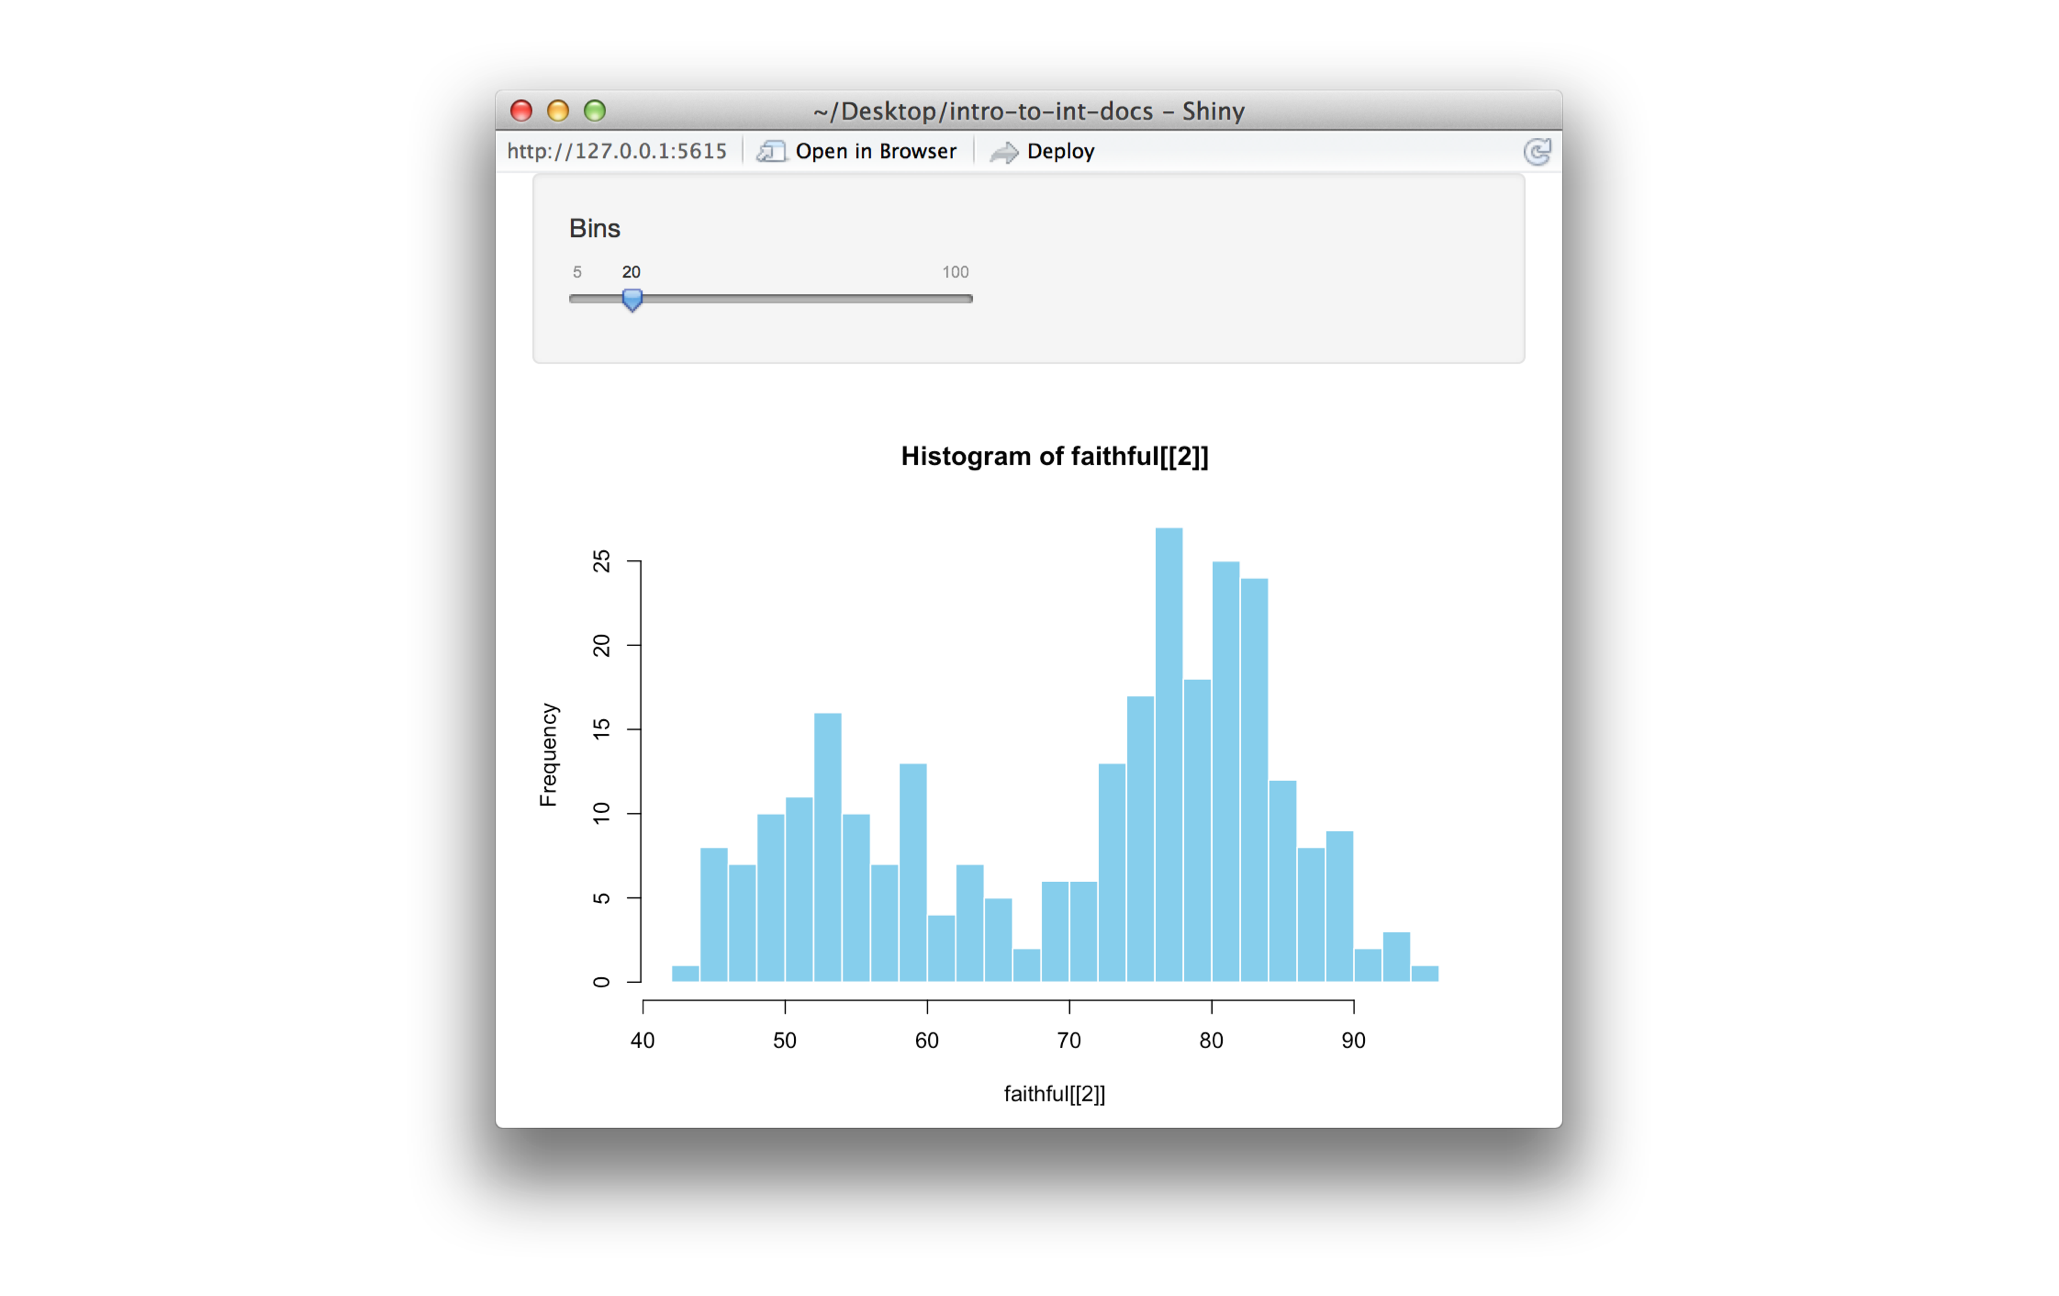 ~/Desktop/intro-to-int-docs - Shiny
http://127.0.0.1:5615 Open in Browser Deploy
Bins
5 20 100
Histogram of faithful[[2]]
Frequency
25
20
15
10
5
0
40 50 60 70 80 90
faithful[[2]]